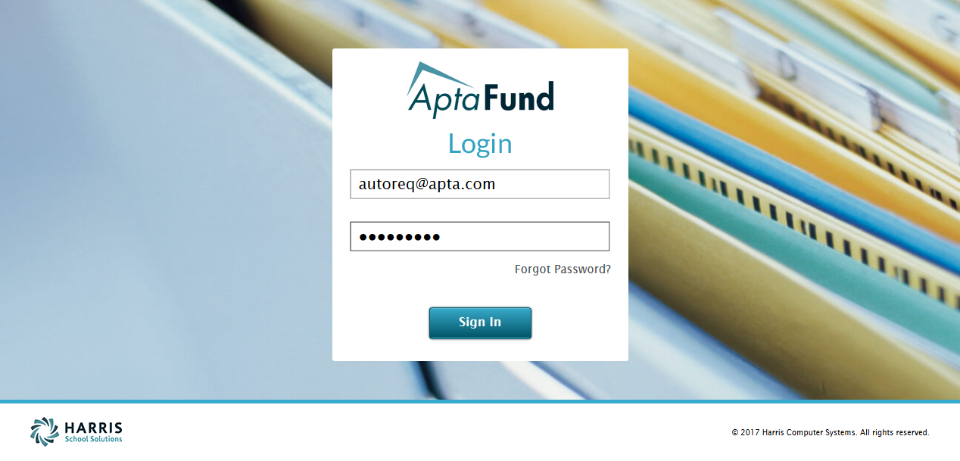 AptaFund
Login
autoreq@apta.com
●●●●●●●●●
Forgot Password?
Sign In
HARRIS
School Solutions
© 2017 Harris Computer Systems. All rights reserved.